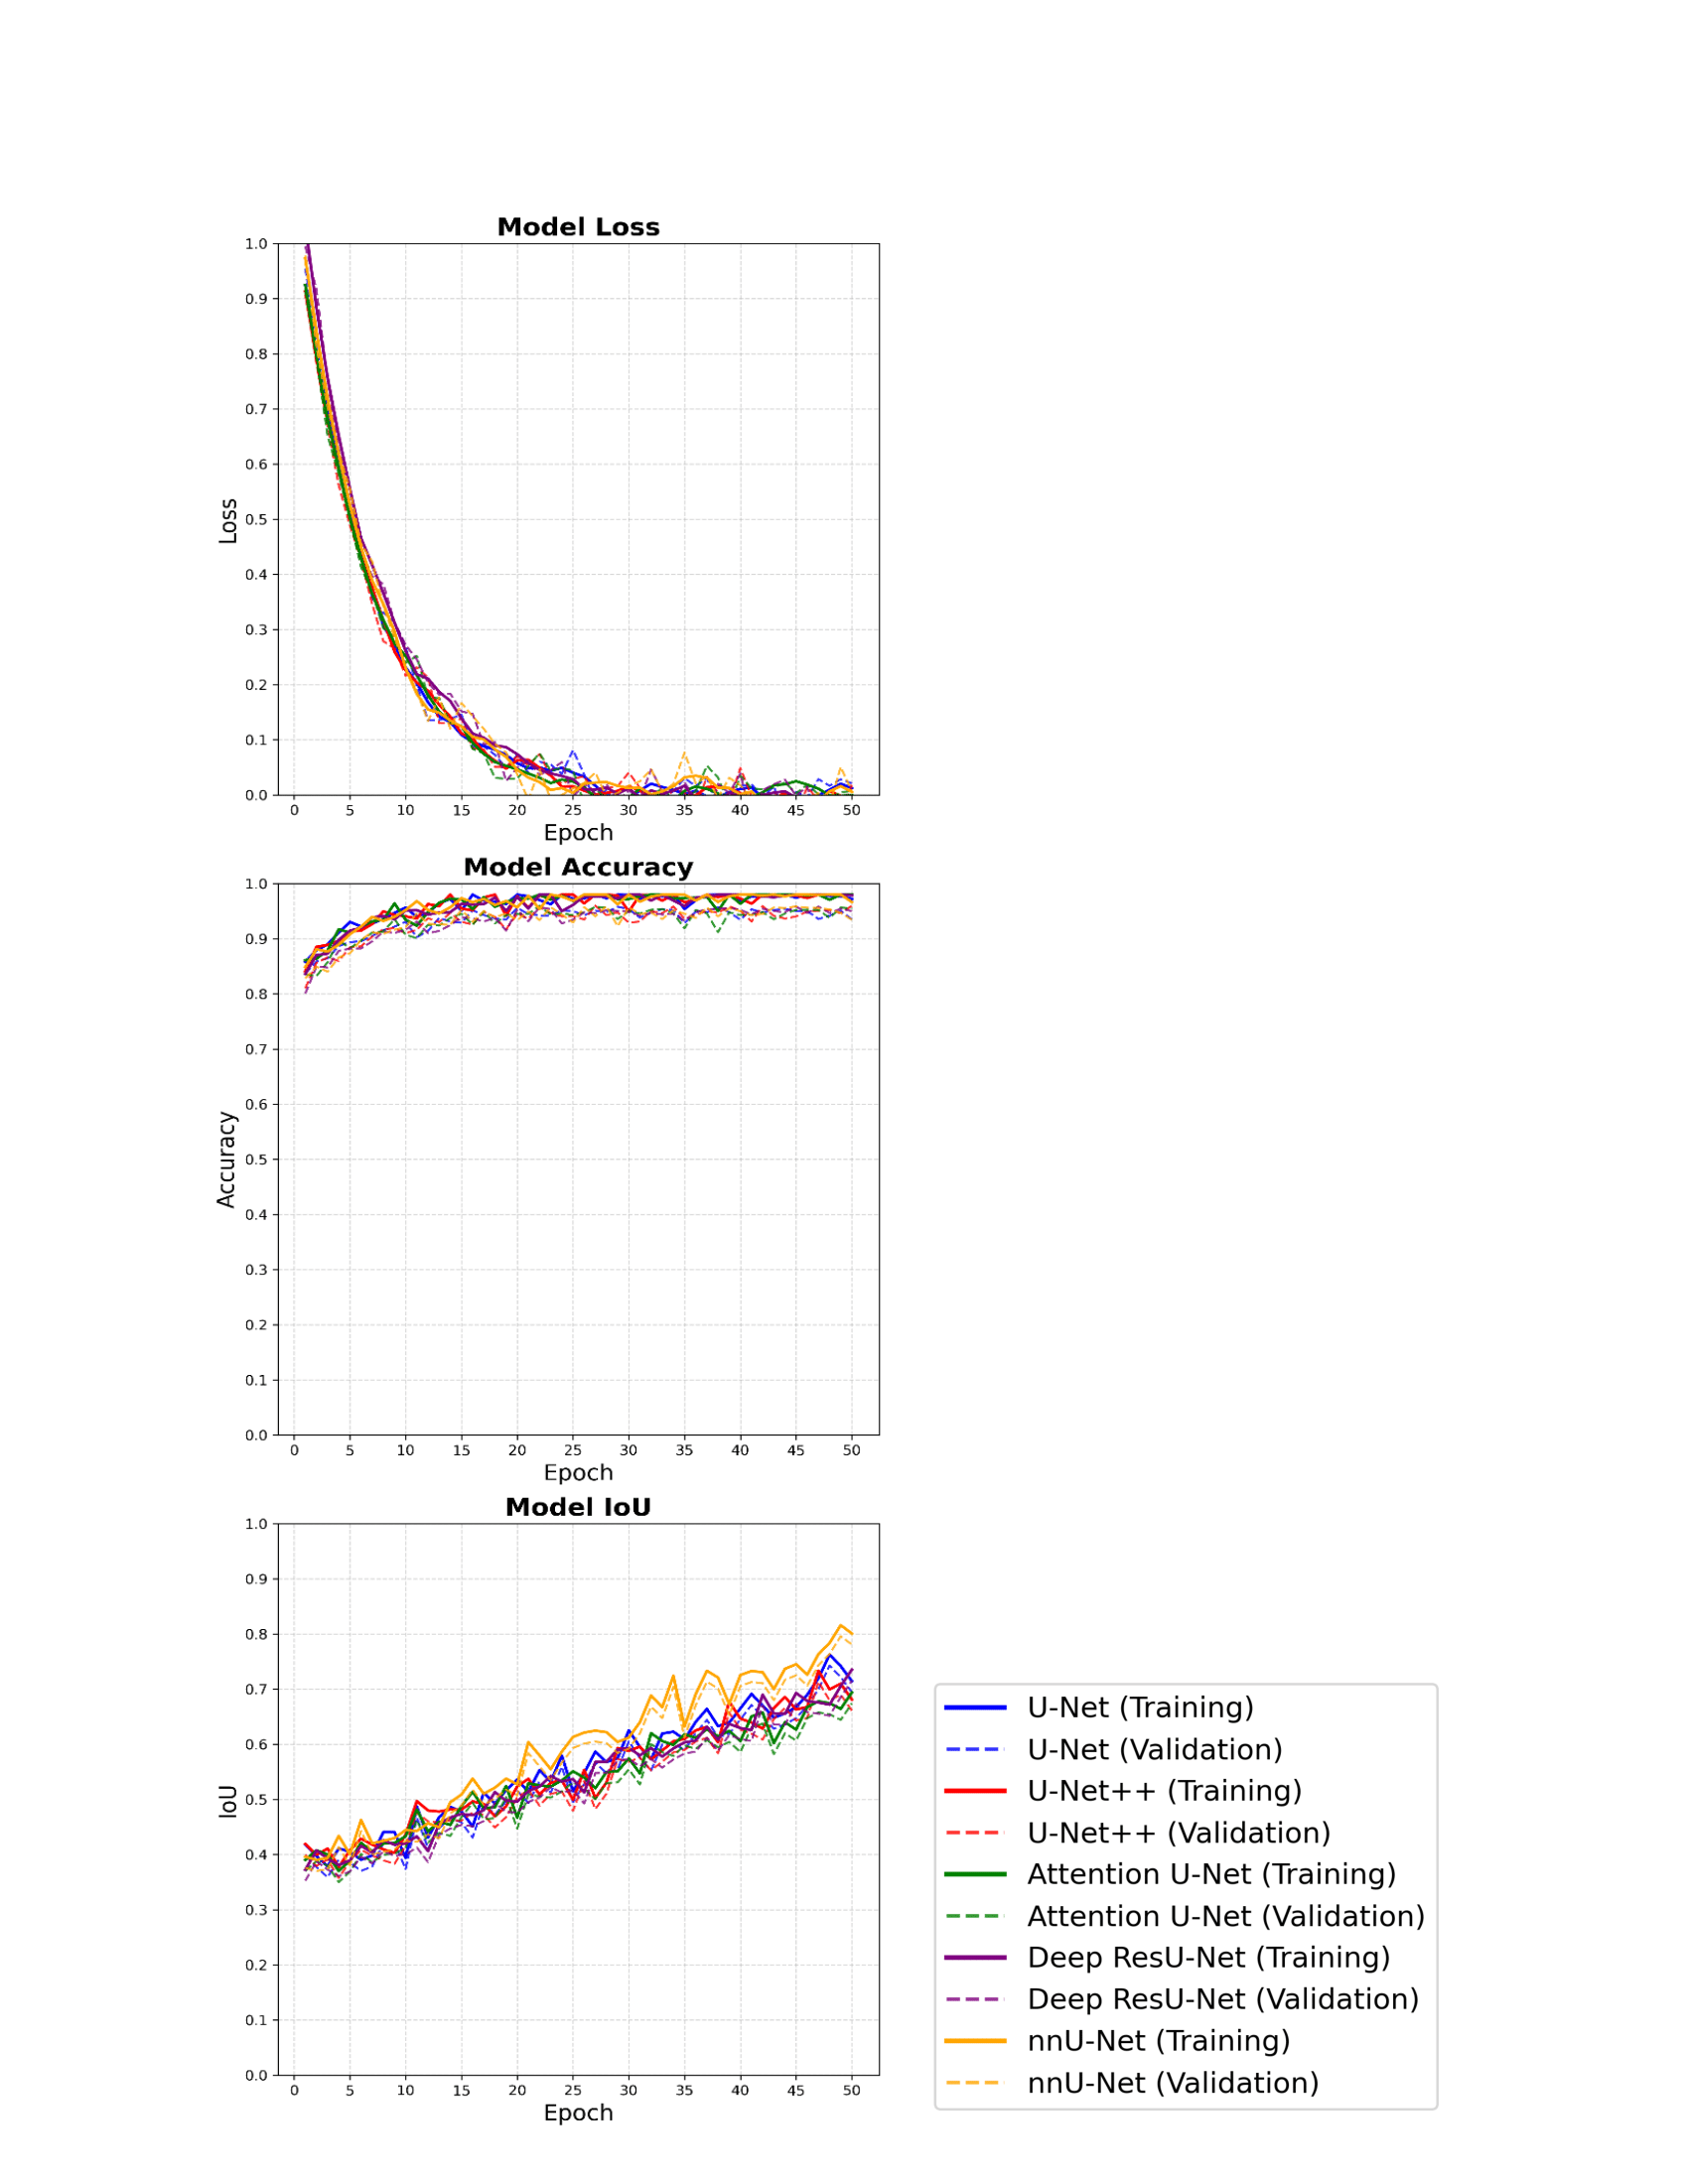 Model Loss
1.0
0.9
0.8
0.7
0.6
0.5
0.4
0.3
0.2
0.1
0.0
Loss
0 5 10 15 20 25 30 35 40 45 50
Epoch
Model Accuracy
1.0
0.9
0.8
0.7
0.6
0.5
0.4
0.3
0.2
0.1
0.0
Accuracy
0 5 10 15 20 25 30 35 40 45 50
Epoch
Model IoU
1.0
0.9
0.8
0.7
0.6
0.5
0.4
0.3
0.2
0.1
0.0
IoU
0 5 10 15 20 25 30 35 40 45 50
Epoch
U-Net (Training)
U-Net (Validation)
U-Net++ (Training)
U-Net++ (Validation)
Attention U-Net (Training)
Attention U-Net (Validation)
Deep ResU-Net (Training)
Deep ResU-Net (Validation)
nnU-Net (Training)
nnU-Net (Validation)